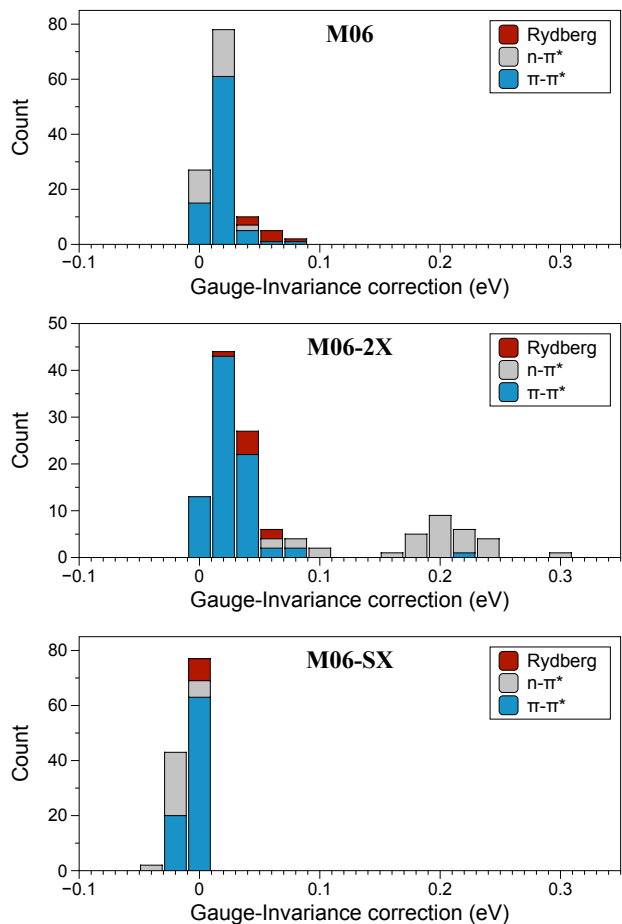 M06
Rydberg
n-π*
π-π*
80
60
40
20
0
Count
−0.1 0 0.1 0.2 0.3
Gauge-Invariance correction (eV)
M06-2X
Rydberg
n-π*
π-π*
50
40
30
20
10
0
Count
−0.1 0 0.1 0.2 0.3
Gauge-Invariance correction (eV)
M06-SX
Rydberg
n-π*
π-π*
80
60
40
20
0
Count
−0.1 0 0.1 0.2 0.3
Gauge-Invariance correction (eV)